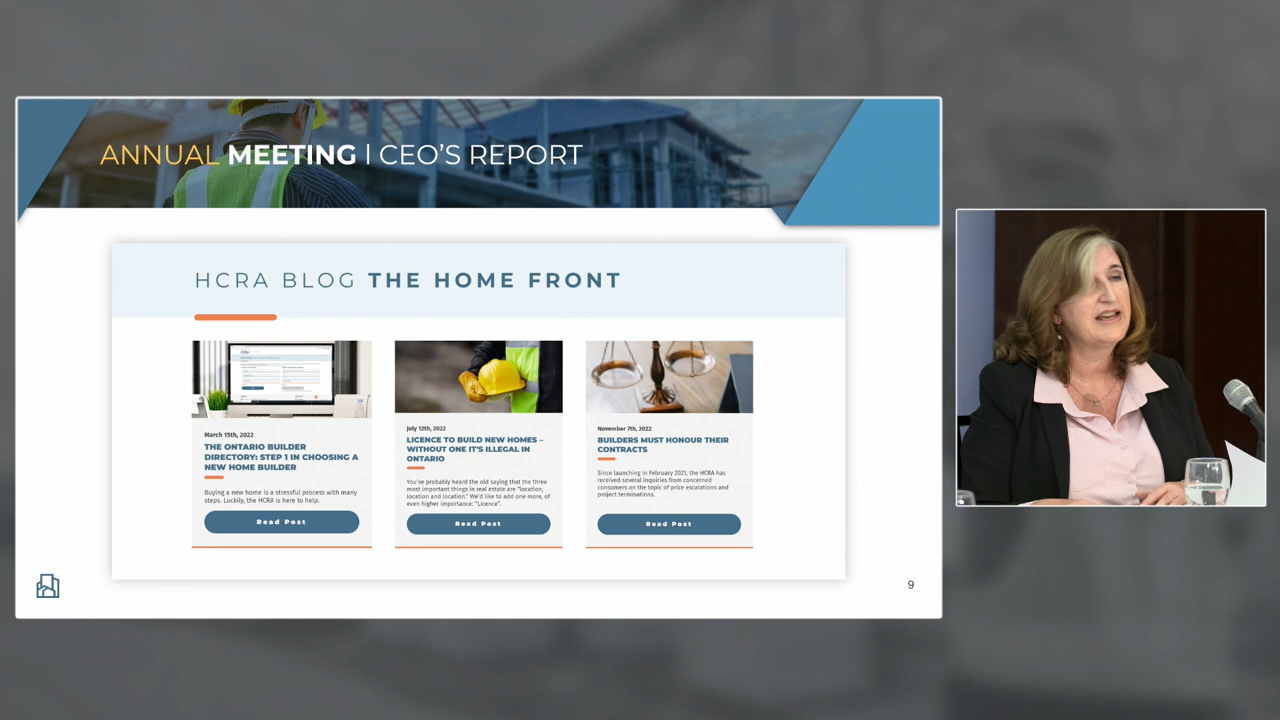 ANNUAL MEETING | CEO'S REPORT
HCRA BLOG THE HOME FRONT
March 15th, 2022
THE ONTARIO BUILDER
DIRECTORY: STEP 1 IN CHOOSING A
NEW HOME BUILDER
Buying a new home is a stressful process with many
steps. Luckily, the HCRA is here to help.
Read Post
July 12th, 2022
LICENCE TO BUILD NEW HOMES –
WITHOUT ONE IT'S ILLEGAL IN
ONTARIO
You've probably heard the old saying that the three
most important things in real estate are "location,
location and location." We'd like to add one more, of
even higher importance: "Licence".
Read Post
November 7th, 2022
BUILDERS MUST HONOUR THEIR
CONTRACTS
Since launching in February 2021, the HCRA has
received several inquiries from concerned
consumers on the topic of price escalations and
project terminations.
Read Post
9